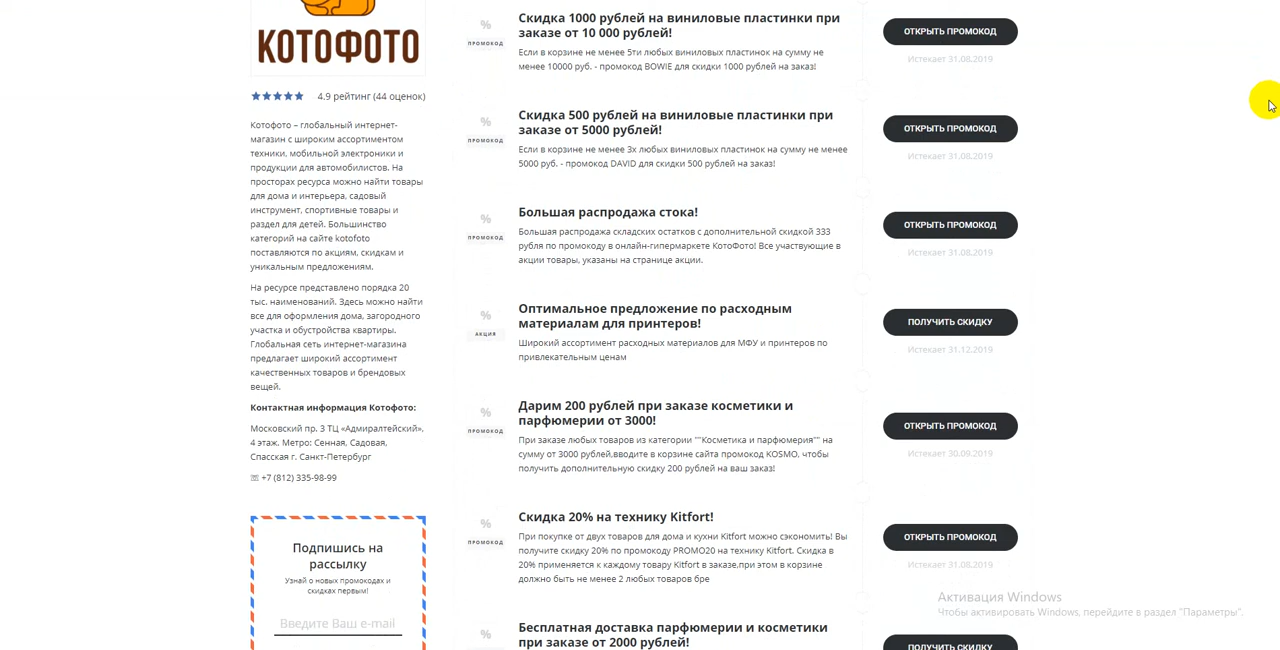 КОТОФОТО
4.9 рейтинг (44 оценок)
Котофото – глобальный интернет-
магазин с широким ассортиментом
техники, мобильной электроники и
продукции для автомобилистов. На
просторах ресурса можно найти товары
для дома и интерьера, садовый
инструмент, спортивные товары и
раздел для детей. Большинство
категорий на сайте kotofoto
поставляются по акциям, скидкам и
уникальным предложениям.
На ресурсе представлено порядка 20
тыс. наименований. Здесь можно найти
все для оформления дома, загородного
участка и обустройства квартиры.
Глобальная сеть интернет-магазина
предлагает широкий ассортимент
качественных товаров и брендовых
вещей.
Контактная информация Котофото:
Московский пр. 3 ТЦ «Адмиралтейский».
4 этаж. Метро: Сенная, Садовая,
Спасская г. Санкт-Петербург
☏ +7 (812) 335-98-99
Подпишись на
рассылку
Узнай о новых промокодах и
скидках первым!
Введите Ваш e-mail
%
ПРОМОКОД
Скидка 1000 рублей на виниловые пластинки при
заказе от 10 000 рублей!
Если в корзине не менее 5ти любых виниловых пластинок на сумму не
менее 10000 руб. - промокод BOWIE для скидки 1000 рублей на заказ!
ОТКРЫТЬ ПРОМОКОД
Истекает 31.08.2019
%
ПРОМОКОД
Скидка 500 рублей на виниловые пластинки при
заказе от 5000 рублей!
Если в корзине не менее 3х любых виниловых пластинок на сумму не менее
5000 руб. - промокод DAVID для скидки 500 рублей на заказ!
ОТКРЫТЬ ПРОМОКОД
Истекает 31.08.2019
%
ПРОМОКОД
Большая распродажа стока!
Большая распродажа складских остатков с дополнительной скидкой 333
рубля по промокоду в онлайн-гипермаркете КотоФото! Все участвующие в
акции товары, указаны на странице акции.
ОТКРЫТЬ ПРОМОКОД
Истекает 31.08.2019
%
АКЦИЯ
Оптимальное предложение по расходным
материалам для принтеров!
Широкий ассортимент расходных материалов для МФУ и принтеров по
привлекательным ценам
ПОЛУЧИТЬ СКИДКУ
Истекает 31.12.2019
%
ПРОМОКОД
Дарим 200 рублей при заказе косметики и
парфюмерии от 3000!
При заказе любых товаров из категории ""Косметика и парфюмерия"" на
сумму от 3000 рублей,вводите в корзине сайта промокод KOSMO, чтобы
получить дополнительную скидку 200 рублей на ваш заказ!
ОТКРЫТЬ ПРОМОКОД
Истекает 30.09.2019
%
ПРОМОКОД
Скидка 20% на технику Kitfort!
При покупке от двух товаров для дома и кухни Kitfort можно сэкономить! Вы
получите скидку 20% по промокоду PROMO20 на технику Kitfort. Скидка в
20% применяется к каждому товару Kitfort в заказе,при этом в корзине
должно быть не менее 2 любых товаров бре
ОТКРЫТЬ ПРОМОКОД
Истекает 31.08.2019
%
Бесплатная доставка парфюмерии и косметики
при заказе от 2000 рублей!
ПОЛУЧИТЬ СКИДКУ
Активация Windows
Чтобы активировать Windows, перейдите в раздел "Параметры".